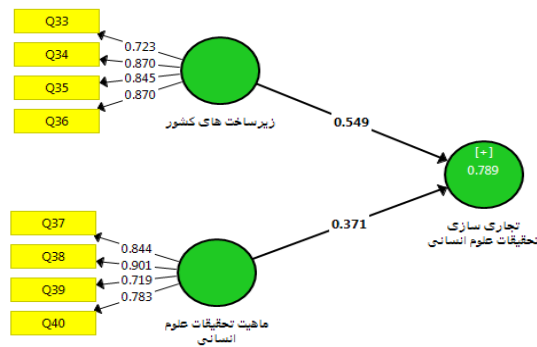 Q33
0.723
Q34
0.870
Q35
0.845
Q36
0.870
زیرساخت های کشور
0.549
[+]
0.789
تجاری سازی
تحقیقات علوم انسانی
0.371
Q37
0.844
Q38
0.901
Q39
0.719
Q40
0.783
ماهیت تحقیقات علوم
انسانی